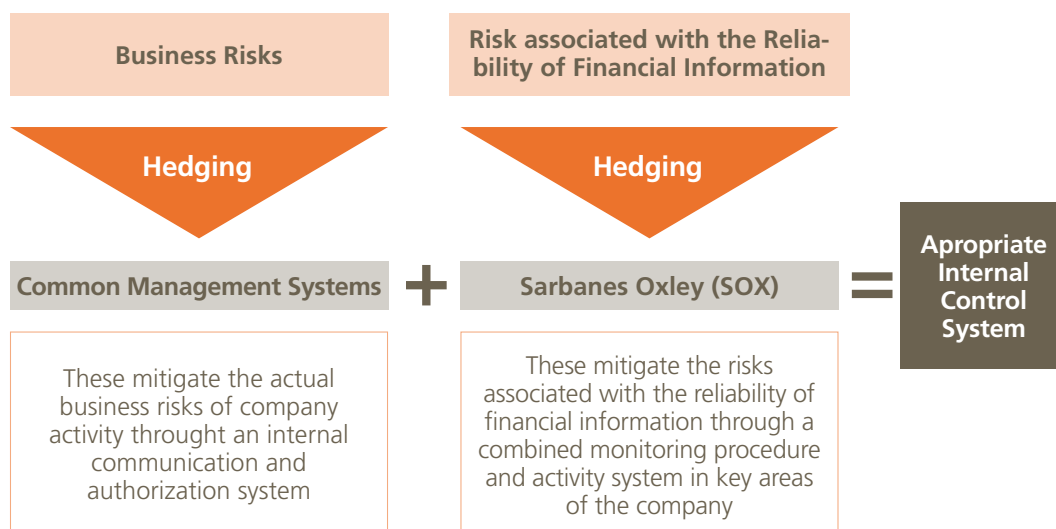 Business Risks
Risk associated with the Relia-
bility of Financial Information
Hedging
Hedging
Common Management Systems
+
Sarbanes Oxley (SOX)
=
Apropriate
Internal
Control
System
These mitigate the actual
business risks of company
activity throught an internal
communication and
authorization system
These mitigate the risks
associated with the reliability of
financial information through a
combined monitoring procedure
and activity system in key areas
of the company